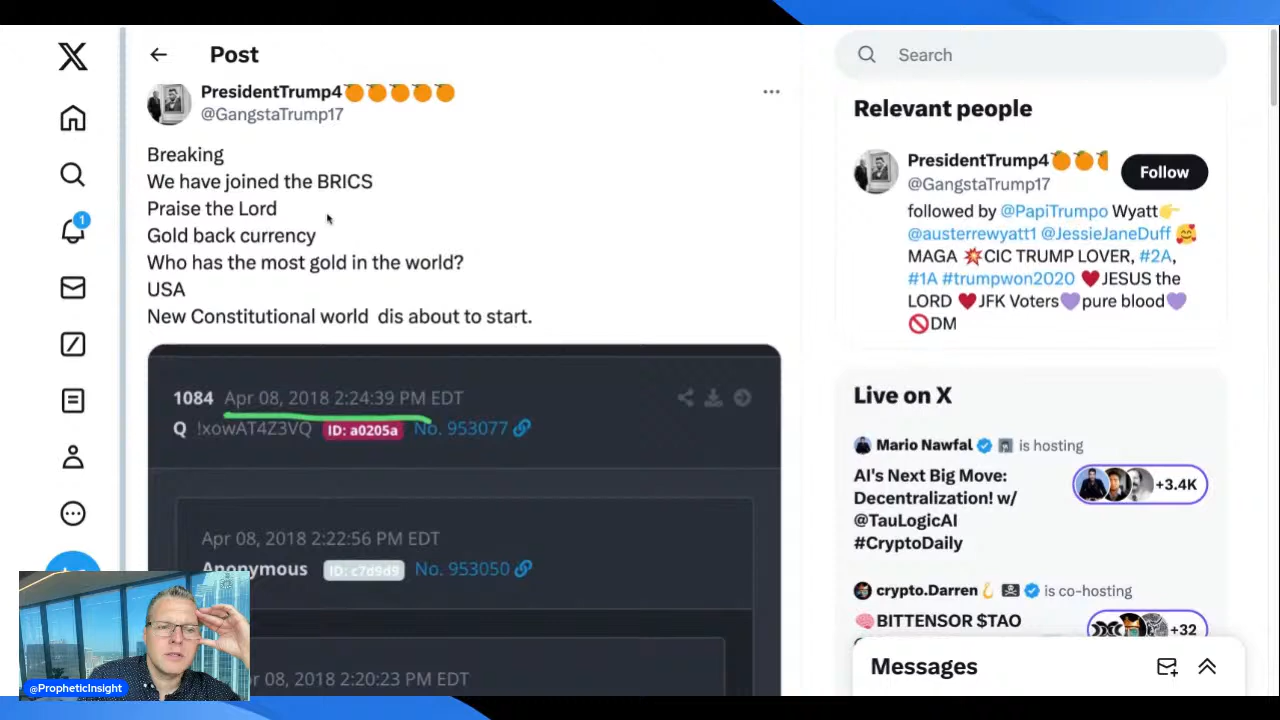 Post
PresidentTrump4🍊🍊🍊🍊🍊
@GangstaTrump17
Breaking
We have joined the BRICS
Praise the Lord
Gold back currency
Who has the most gold in the world?
USA
New Constitutional world dis about to start.
1084 Apr 08, 2018 2:24:39 PM EDT
Q !xowAT4Z3VQ ID: a0205a No. 953077
Apr 08, 2018 2:22:56 PM EDT
Anonymous ID: c7d9d9 No. 953050
08, 2018 2:20:23 PM EDT
1
@PropheticInsight
Search
Relevant people
PresidentTrump4🍊🍊🍊
@GangstaTrump17
Follow
followed by @PapiTrumpo Wyatt👉
@austerrewyatt1 @JessieJaneDuff 🥰
MAGA 💥CIC TRUMP LOVER, #2A,
#1A #trumpwon2020 ♥️JESUS the
LORD ♥️JFK Voters💜pure blood💜
🚫DM
Live on X
Mario Nawfal is hosting
AI's Next Big Move:
Decentralization! w/
@TauLogicAI
#CryptoDaily
+3.4K
crypto.Darren is co-hosting
🧠BITTENSOR $TAO
+32
Messages